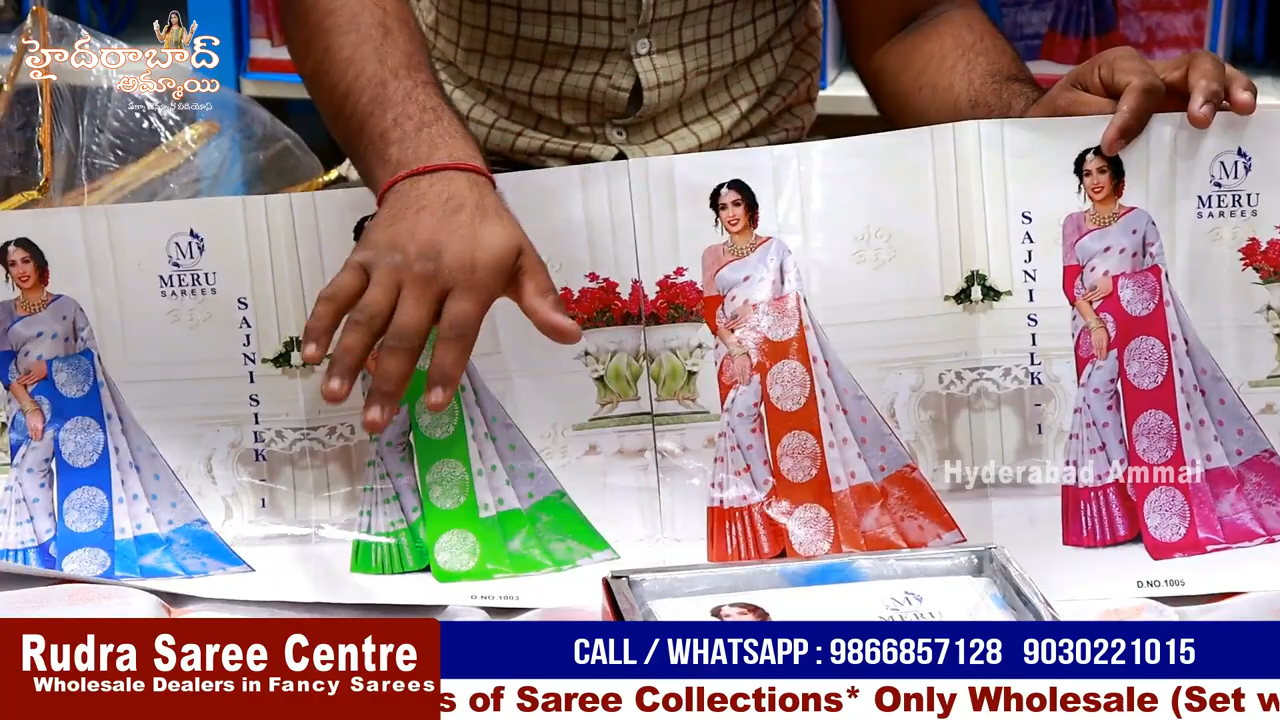 హైదరాబాద్
అమ్మాయి
M
MERU
SAREES
SAJNI SILK - 1
D.NO.1003
SAJNI SILK - 1
M
MERU
SAREES
D.NO.1005
Hyderabad Ammai
M
MERU
Rudra Saree Centre
Wholesale Dealers in Fancy Sarees
CALL / WHATSAPP : 9866857128 9030221015
s of Saree Collections* Only Wholesale (Set w